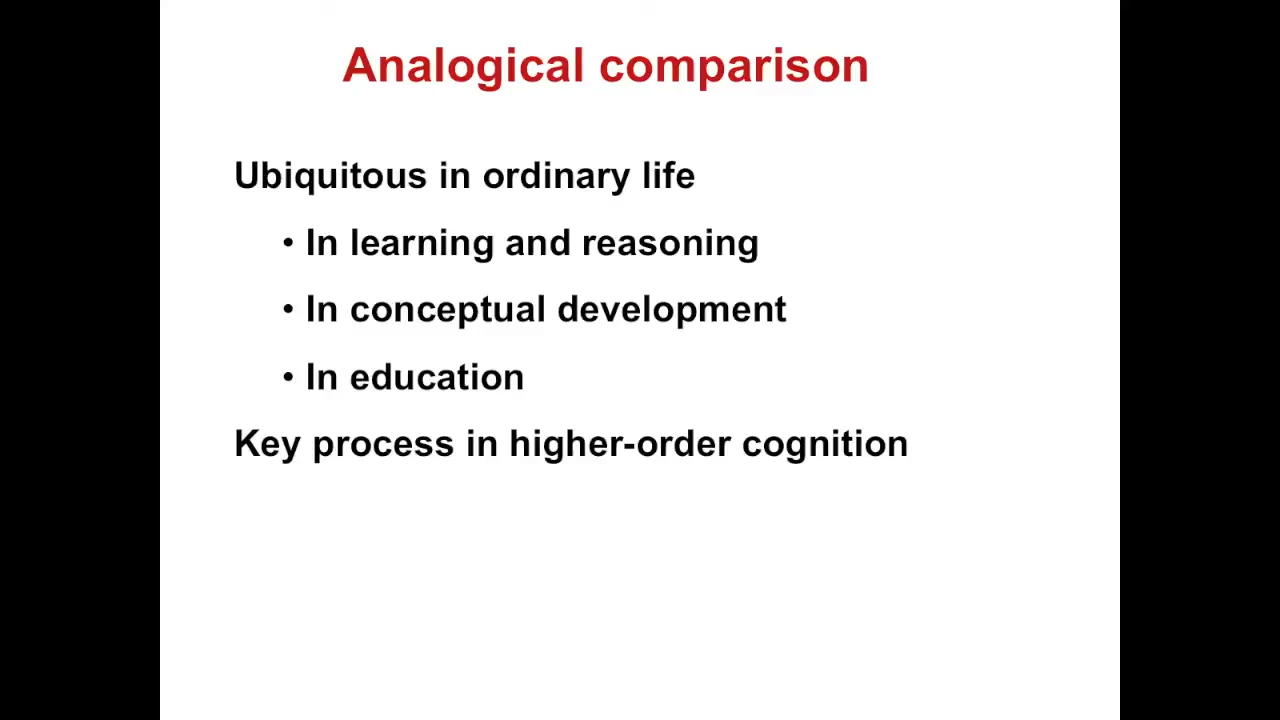 Analogical comparison
Ubiquitous in ordinary life
• In learning and reasoning
• In conceptual development
• In education
Key process in higher-order cognition